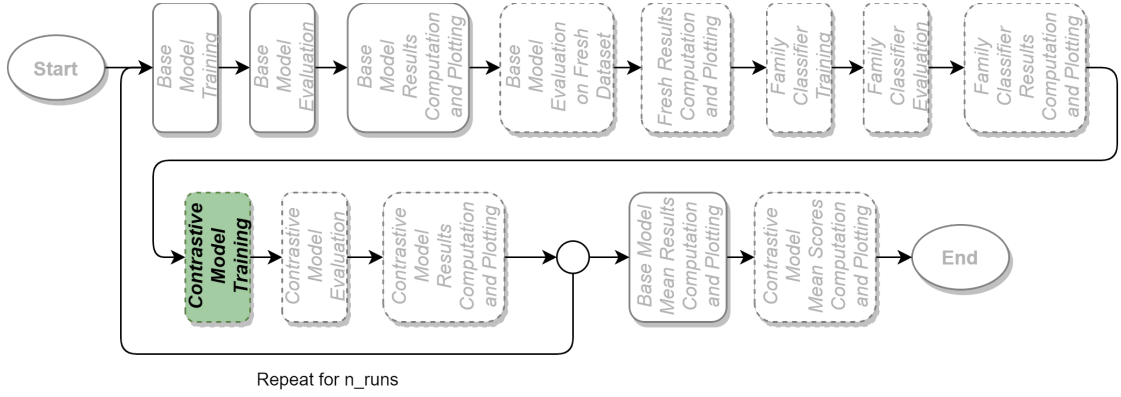 Start
Base
Model
Training
Base
Model
Evaluation
Base
Model
Results
Computation
and Plotting
Base
Model
Evaluation
on Fresh
Dataset
Fresh Results
Computation
and Plotting
Family
Classifier
Training
Family
Classifier
Evaluation
Family
Classifier
Results
Computation
and Plotting
Contrastive
Model
Training
Contrastive
Model
Evaluation
Contrastive
Model
Results
Computation
and Plotting
Base Model
Mean Results
Computation
and Plotting
Contrastive
Model
Mean Scores
Computation
and Plotting
End
Repeat for n_runs